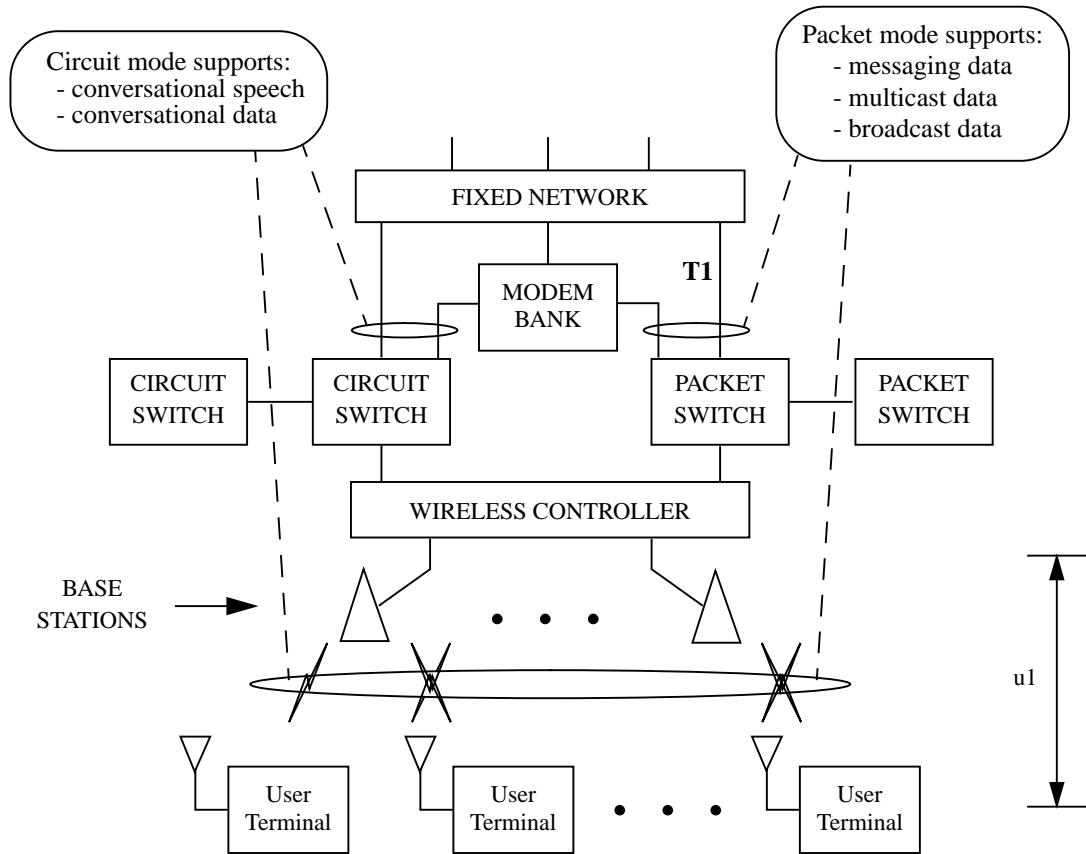 Circuit mode supports:
- conversational speech
- conversational data
Packet mode supports:
- messaging data
- multicast data
- broadcast data
FIXED NETWORK
T1
MODEM
BANK
CIRCUIT
SWITCH
CIRCUIT
SWITCH
PACKET
SWITCH
PACKET
SWITCH
WIRELESS CONTROLLER
BASE
STATIONS
u1
User
Terminal
User
Terminal
User
Terminal